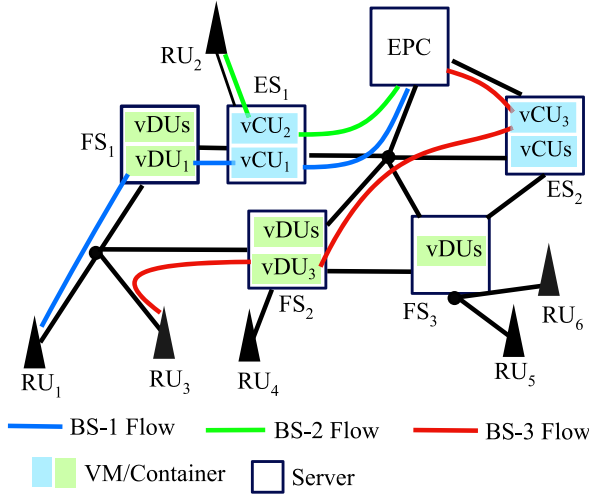 EPC
RU₂
ES₁
vDUs
vCU₂
vCU₃
FS₁
vDU₁
vCU₁
vCUs
ES₂
vDUs
vDUs
vDU₃
FS₂
FS₃
RU₆
RU₁
RU₃
RU₄
RU₅
BS-1 Flow
BS-2 Flow
BS-3 Flow
VM/Container
Server